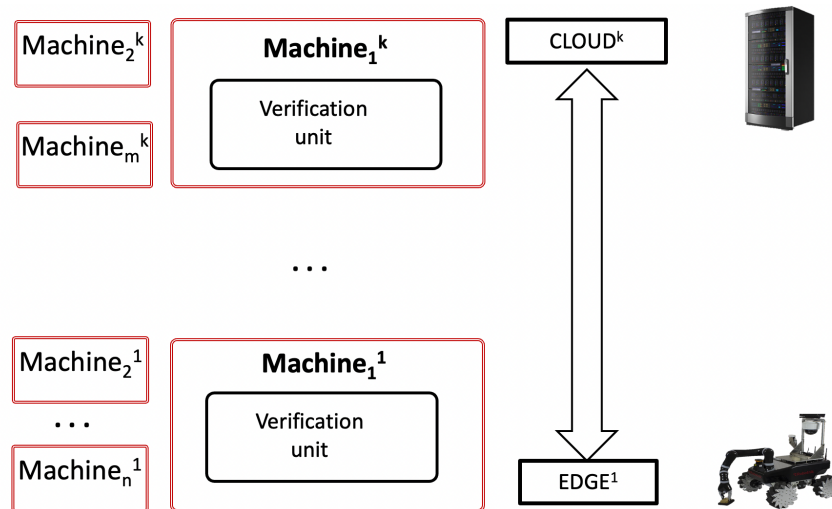 Machine₂ᵏ
Machine₁ᵏ
CLOUDᵏ
Verification
unit
Machineₘᵏ
...
Machine₂¹
Machine₁¹
...
Verification
unit
Machineₙ¹
EDGE¹